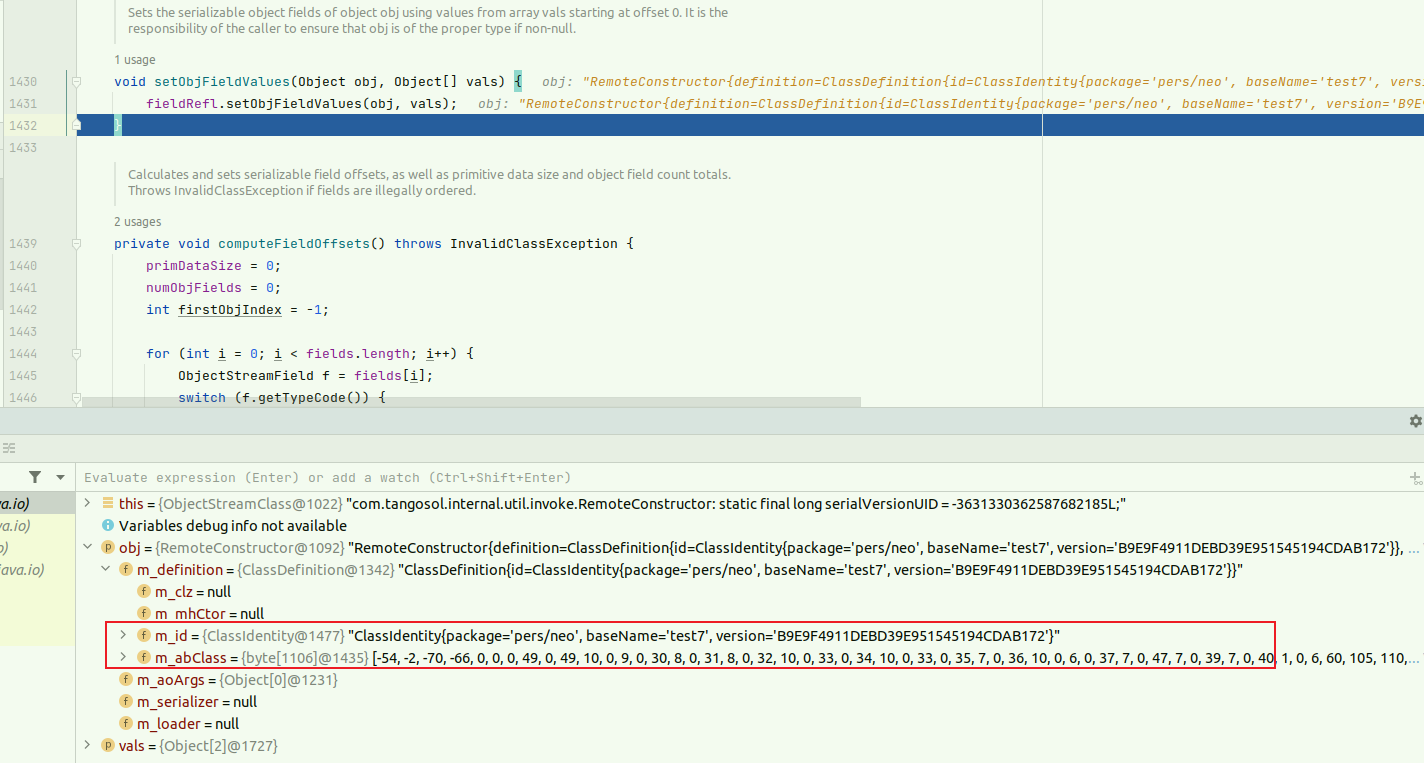 Sets the serializable object fields of object obj using values from array vals starting at offset 0. It is the
responsibility of the caller to ensure that obj is of the proper type if non-null.
1 usage
1430 void setObjFieldValues(Object obj, Object[] vals) { obj: "RemoteConstructor{definition=ClassDefinition{id=ClassIdentity{package='pers/neo', baseName='test7', vers
1431 fieldRefl.setObjFieldValues(obj, vals); obj: "RemoteConstructor{definition=ClassDefinition{id=ClassIdentity{package='pers/neo', baseName='test7', version='B9E9
1432 }
1433
Calculates and sets serializable field offsets, as well as primitive data size and object field count totals.
Throws InvalidClassException if fields are illegally ordered.
2 usages
1439 private void computeFieldOffsets() throws InvalidClassException {
1440 primDataSize = 0;
1441 numObjFields = 0;
1442 int firstObjIndex = -1;
1443
1444 for (int i = 0; i < fields.length; i++) {
1445 ObjectStreamField f = fields[i];
1446 switch (f.getTypeCode()) {
Evaluate expression (Enter) or add a watch (Ctrl+Shift+Enter)
va.io) this = {ObjectStreamClass@1022} "com.tangosol.internal.util.invoke.RemoteConstructor: static final long serialVersionUID = -3631330362587682185L;"
va.io) Variables debug info not available
o) obj = {RemoteConstructor@1092} "RemoteConstructor{definition=ClassDefinition{id=ClassIdentity{package='pers/neo', baseName='test7', version='B9E9F4911DEBD39E951545194CDAB172'}}, ...
java.io) m_definition = {ClassDefinition@1342} "ClassDefinition{id=ClassIdentity{package='pers/neo', baseName='test7', version='B9E9F4911DEBD39E951545194CDAB172'}}"
m_clz = null
m_mhCtor = null
m_id = {ClassIdentity@1477} "ClassIdentity{package='pers/neo', baseName='test7', version='B9E9F4911DEBD39E951545194CDAB172'}"
m_abClass = {byte[1106]@1435} [-54, -2, -70, -66, 0, 0, 0, 49, 0, 49, 10, 0, 9, 0, 30, 8, 0, 31, 8, 0, 32, 10, 0, 33, 0, 34, 10, 0, 33, 0, 35, 7, 0, 36, 10, 0, 6, 0, 37, 7, 0, 47, 7, 0, 39, 7, 0, 40, 1, 0, 6, 60, 105, 110, ...
m_aoArgs = {Object[0]@1231}
m_serializer = null
m_loader = null
vals = {Object[2]@1727}